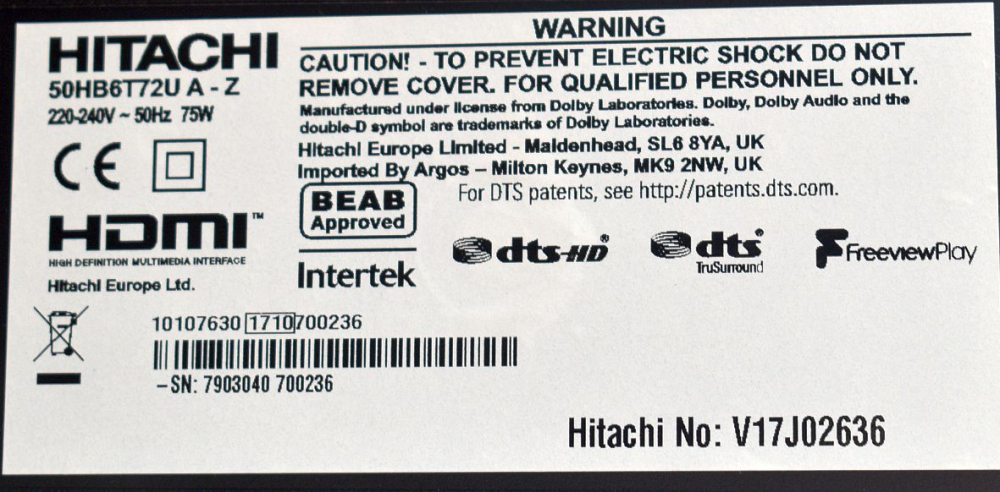 HITACHI
50HB6T72U A - Z
220-240V ~ 50Hz 75W
CE
HDMI™
HIGH DEFINITION MULTIMEDIA INTERFACE
Hitachi Europe Ltd.
WARNING
CAUTION! - TO PREVENT ELECTRIC SHOCK DO NOT
REMOVE COVER. FOR QUALIFIED PERSONNEL ONLY.
Manufactured under license from Dolby Laboratories. Dolby, Dolby Audio and the
double-D symbol are trademarks of Dolby Laboratories.
Hitachi Europe Limited - Maidenhead, SL6 8YA, UK
Imported By Argos – Milton Keynes, MK9 2NW, UK
BEAB
Approved
Intertek
For DTS patents, see http://patents.dts.com.
dts-HD®
dts®
TruSurround
FreeviewPlay
10107630 1710 700236
–SN: 7903040 700236
Hitachi No: V17J02636